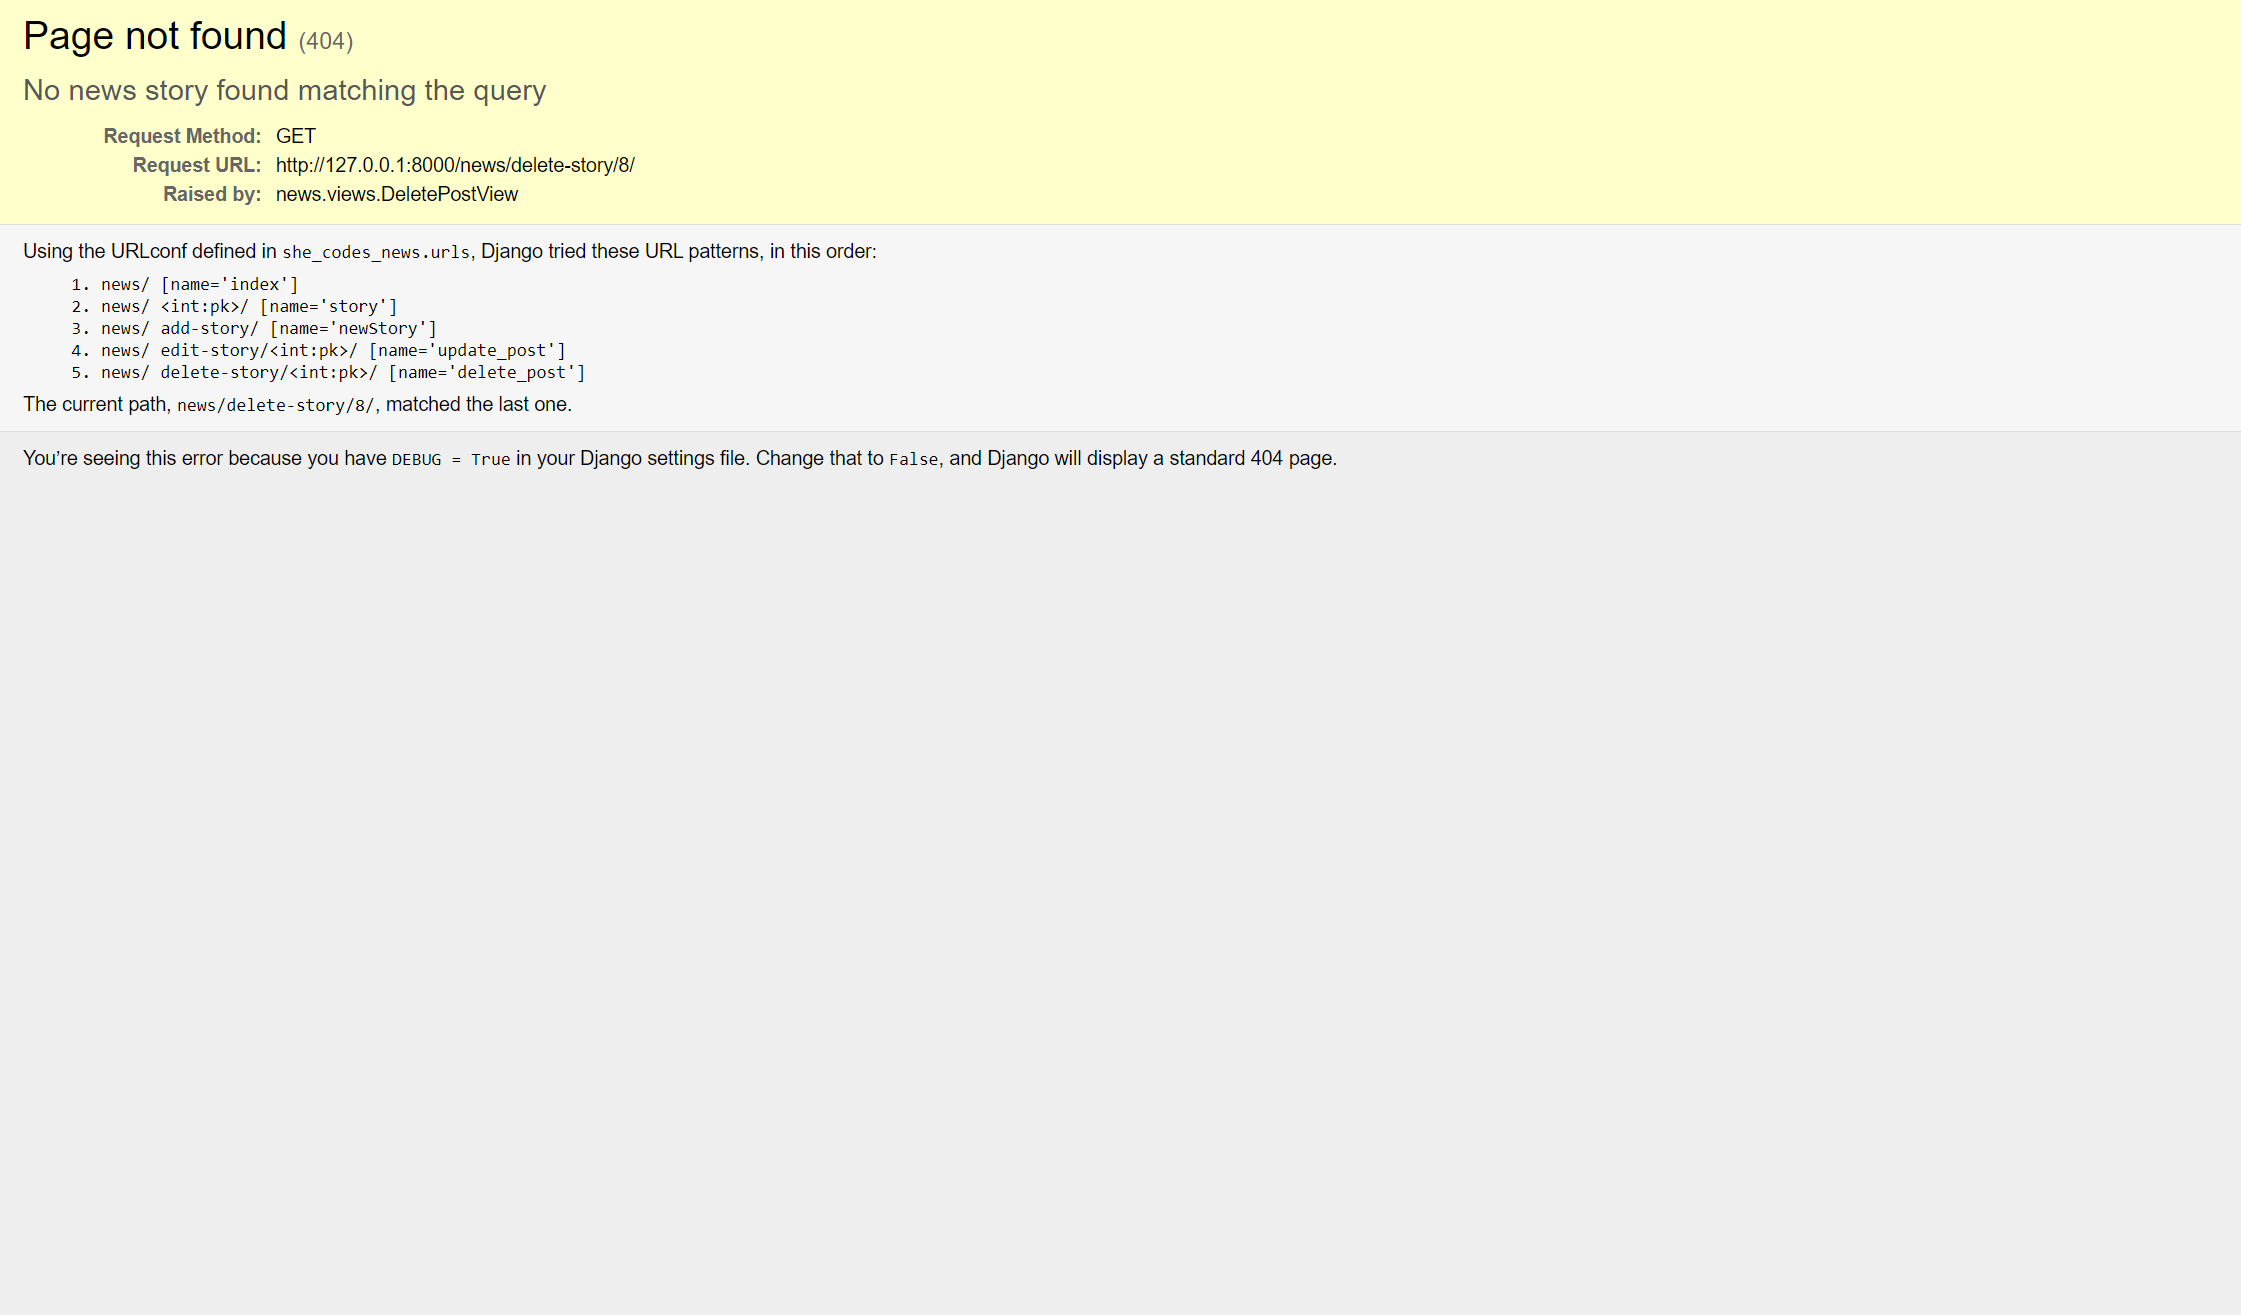 Page not found (404)
No news story found matching the query
Request Method: GET
Request URL: http://127.0.0.1:8000/news/delete-story/8/
Raised by: news.views.DeletePostView
Using the URLconf defined in she_codes_news.urls, Django tried these URL patterns, in this order:
1. news/ [name='index']
2. news/ <int:pk>/ [name='story']
3. news/ add-story/ [name='newStory']
4. news/ edit-story/<int:pk>/ [name='update_post']
5. news/ delete-story/<int:pk>/ [name='delete_post']
The current path, news/delete-story/8/, matched the last one.
You’re seeing this error because you have DEBUG = True in your Django settings file. Change that to False, and Django will display a standard 404 page.